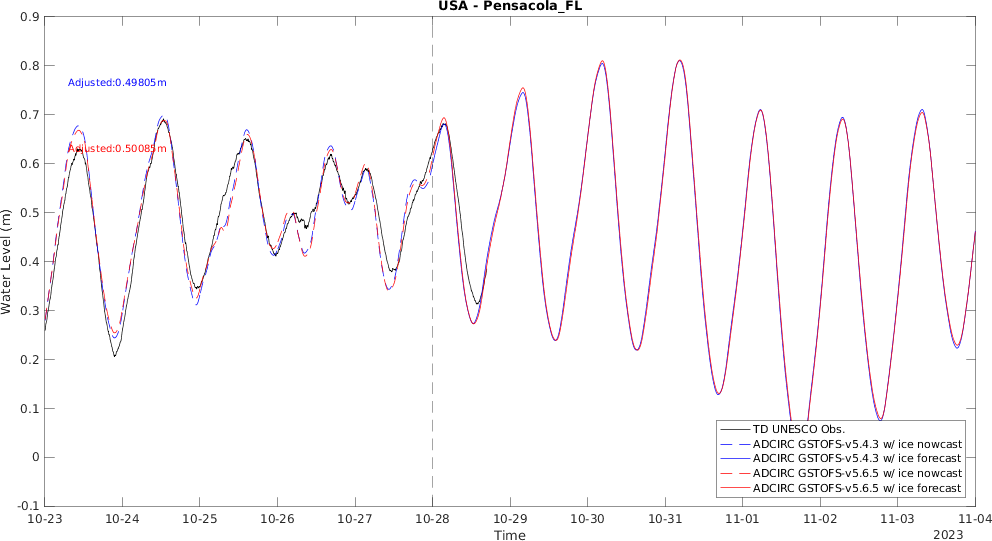 USA - Pensacola_FL
0.9
0.8
Adjusted:0.49805m
0.7
Adjusted:0.50085m
0.6
0.5
Water Level (m)
0.4
0.3
0.2
0.1
0
-0.1
TD UNESCO Obs.
ADCIRC GSTOFS-v5.4.3 w/ ice nowcast
ADCIRC GSTOFS-v5.4.3 w/ ice forecast
ADCIRC GSTOFS-v5.6.5 w/ ice nowcast
ADCIRC GSTOFS-v5.6.5 w/ ice forecast
10-23 10-24 10-25 10-26 10-27 10-28 10-29 10-30 10-31 11-01 11-02 11-03 11-04
Time
2023